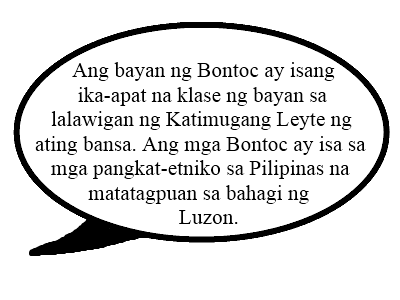 Ang bayan ng Bontoc ay isang
ika-apat na klase ng bayan sa
lalawigan ng Katimugang Leyte ng
ating bansa. Ang mga Bontoc ay isa sa
mga pangkat-etniko sa Pilipinas na
matatagpuan sa bahagi ng
Luzon.